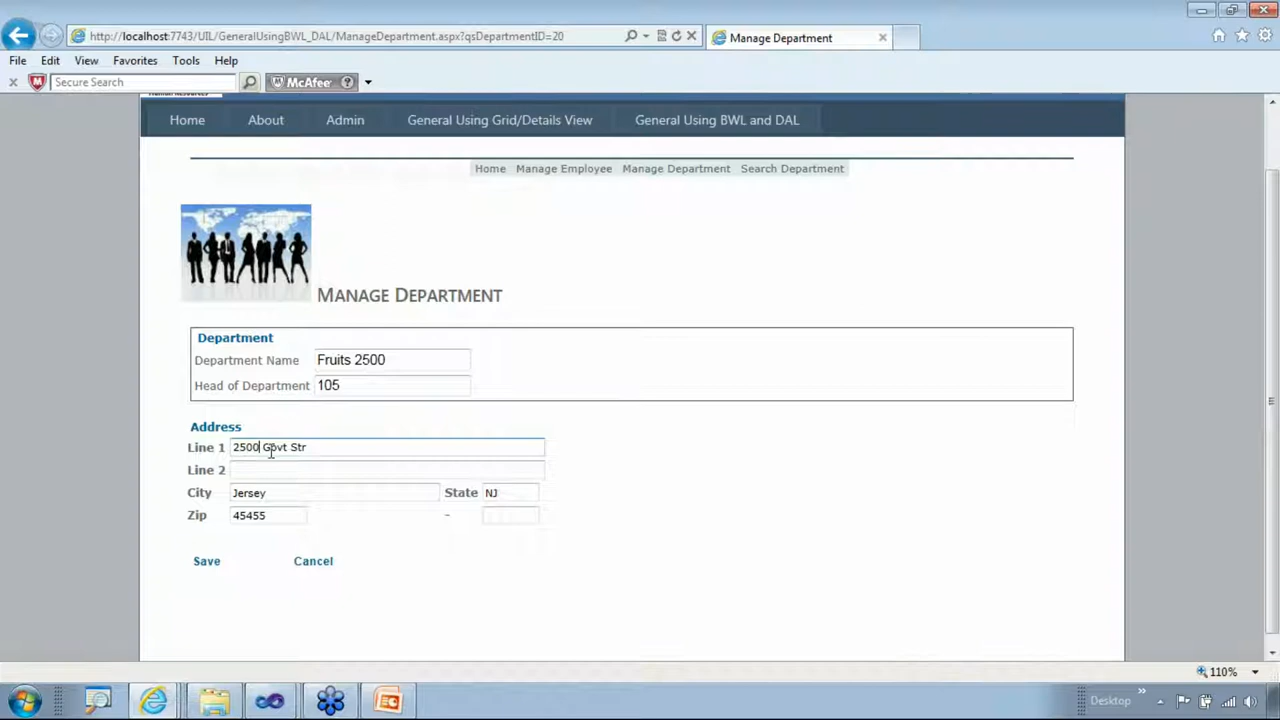 http://localhost:7743/UIL/GeneralUsingBWL_DAL/ManageDepartment.aspx?qsDepartmentID=20
Manage Department
File Edit View Favorites Tools Help
Secure Search McAfee
Home About Admin General Using Grid/Details View General Using BWL and DAL
Home Manage Employee Manage Department Search Department
MANAGE DEPARTMENT
Department
Department Name Fruits 2500
Head of Department 105
Address
Line 1 2500 Govt Str
Line 2
City Jersey State NJ
Zip 45455 -
Save Cancel
110%
Desktop